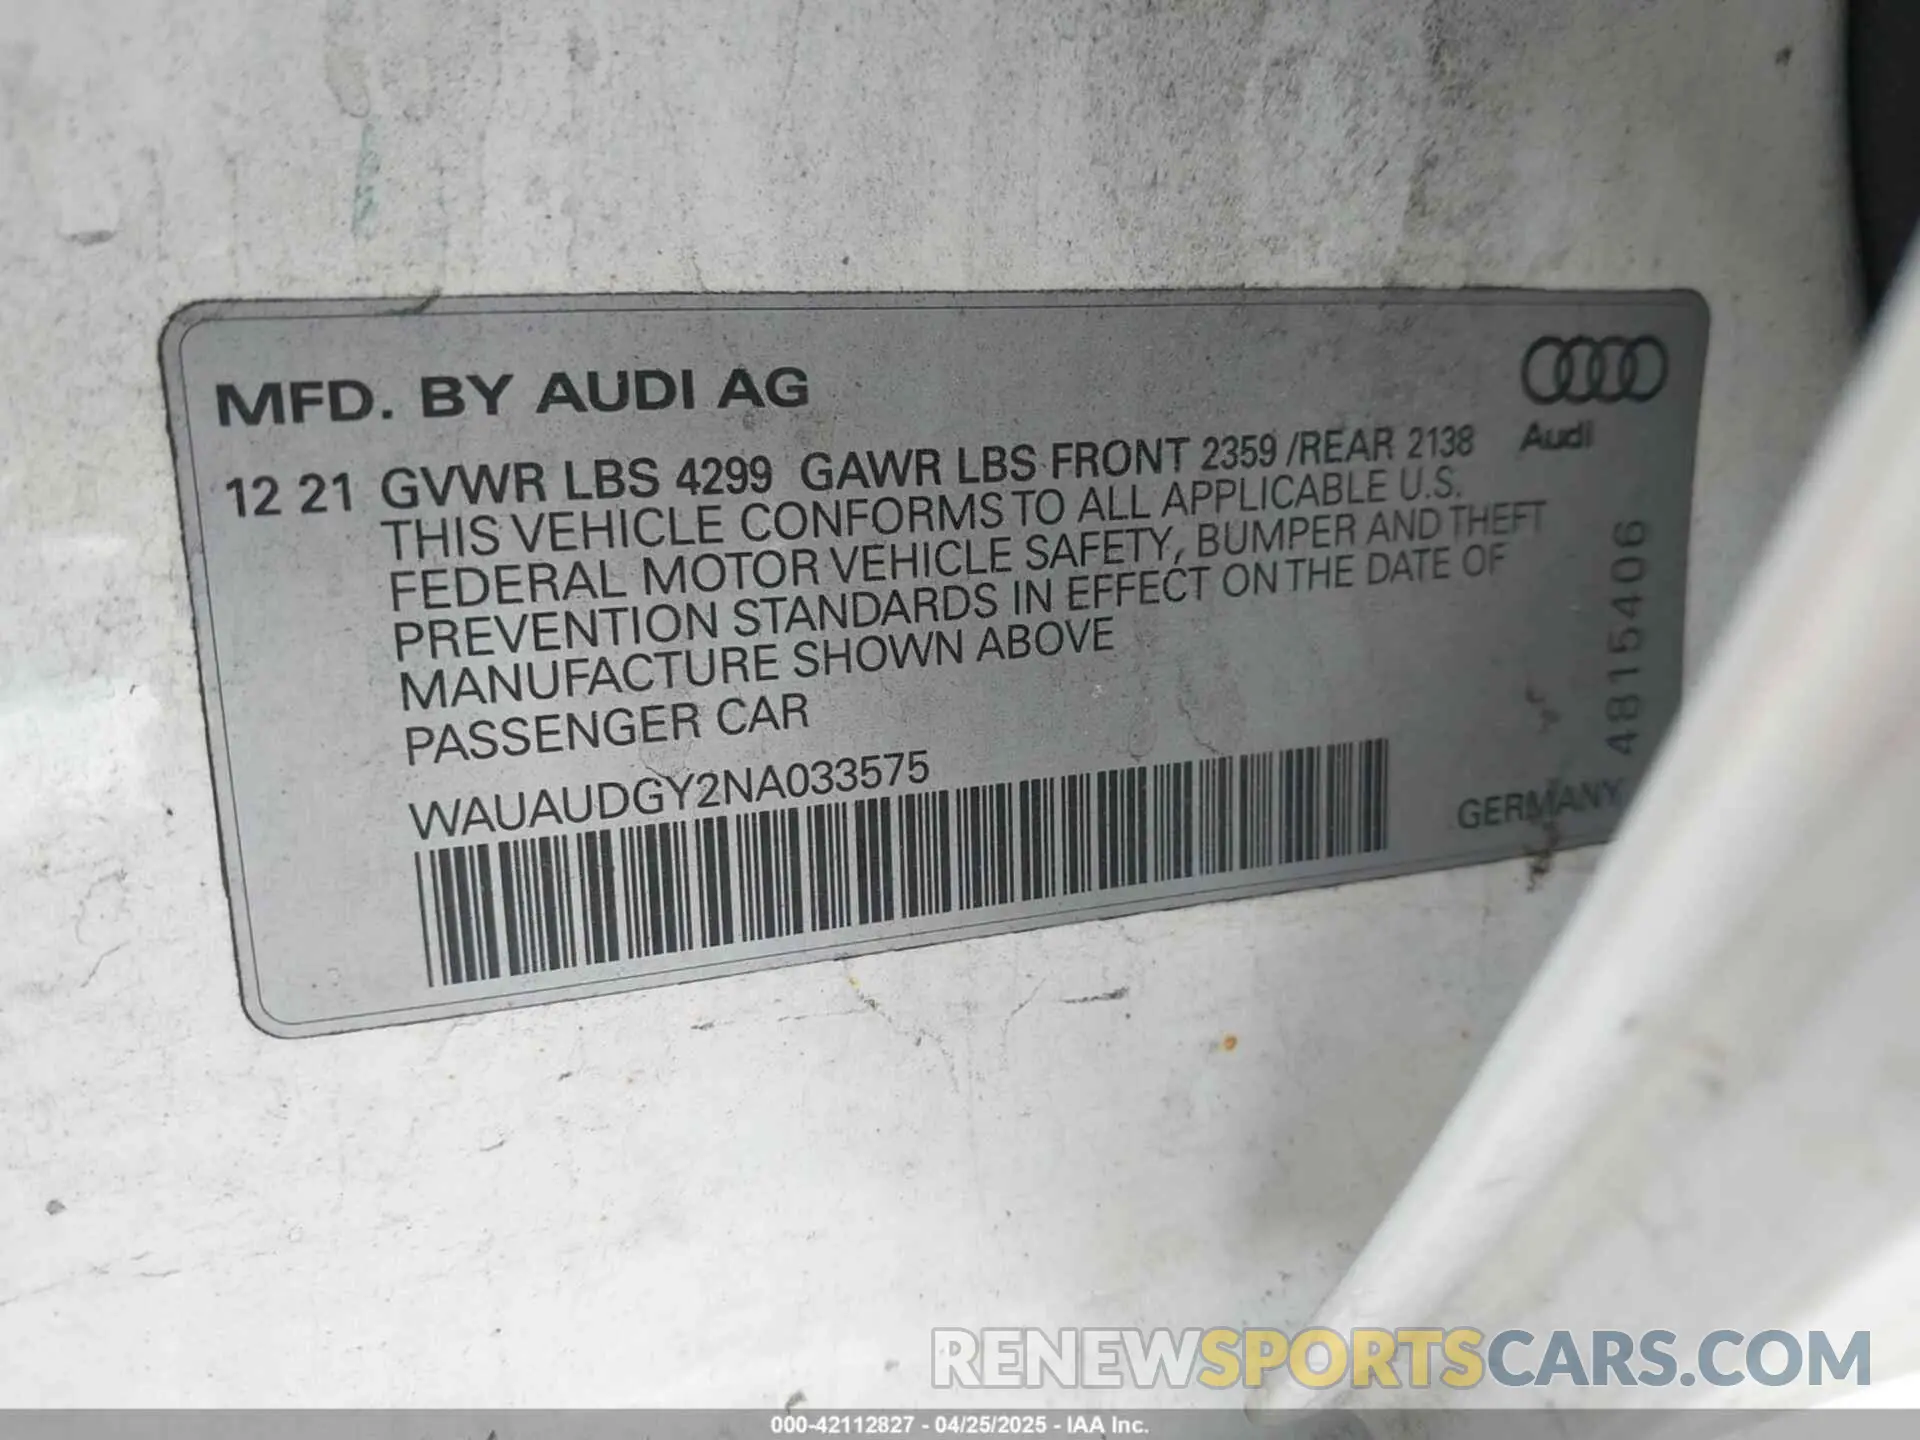 MFD. BY AUDI AG
Audi
12 21 GVWR LBS 4299 GAWR LBS FRONT 2359 /REAR 2138
THIS VEHICLE CONFORMS TO ALL APPLICABLE U.S.
FEDERAL MOTOR VEHICLE SAFETY, BUMPER AND THEFT
PREVENTION STANDARDS IN EFFECT ON THE DATE OF
MANUFACTURE SHOWN ABOVE
PASSENGER CAR
WAUAUDGY2NA033575
4815406
GERMANY
RENEWSPORTSCARS.COM
000-42112827 - 04/25/2025 - IAA Inc.